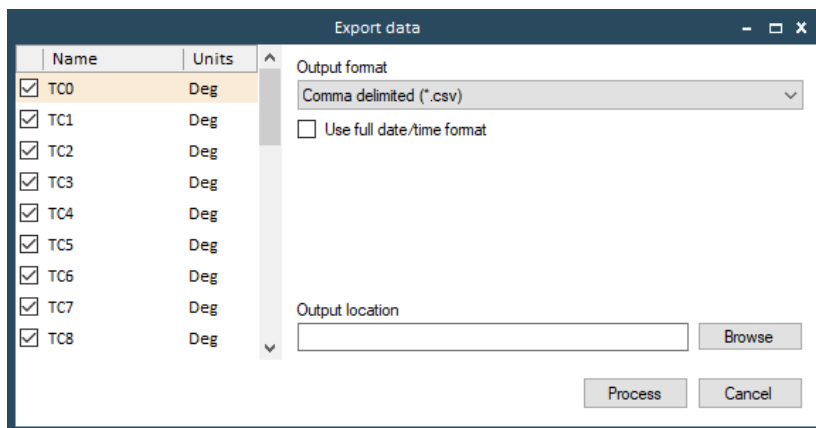 Export data
Name Units
TC0 Deg
TC1 Deg
TC2 Deg
TC3 Deg
TC4 Deg
TC5 Deg
TC6 Deg
TC7 Deg
TC8 Deg
Output format
Comma delimited (*.csv)
Use full date/time format
Output location
Browse
Process Cancel